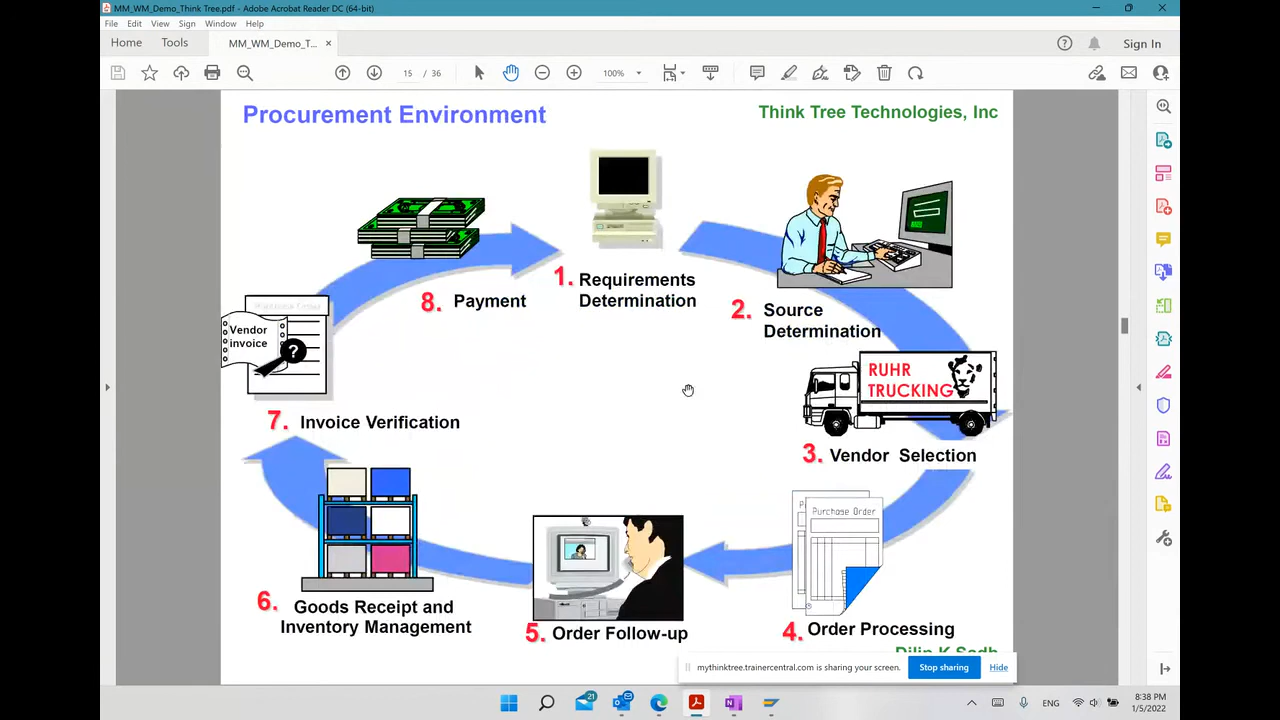 MM_WM_Demo_Think Tree.pdf - Adobe Acrobat Reader DC (64-bit)
File Edit View Sign Window Help
Home Tools MM_WM_Demo_T... × Sign In
15 / 36 100%
Procurement Environment
Think Tree Technologies, Inc
1. Requirements
Determination
2. Source
Determination
RUHR
TRUCKING
3. Vendor Selection
Purchase Order
4. Order Processing
5. Order Follow-up
6. Goods Receipt and
Inventory Management
Vendor
invoice
?
7. Invoice Verification
8. Payment
Dilip K Sadh
mythinktree.trainercentral.com is sharing your screen.
Stop sharing
Hide
21
ENG
8:38 PM
1/5/2022